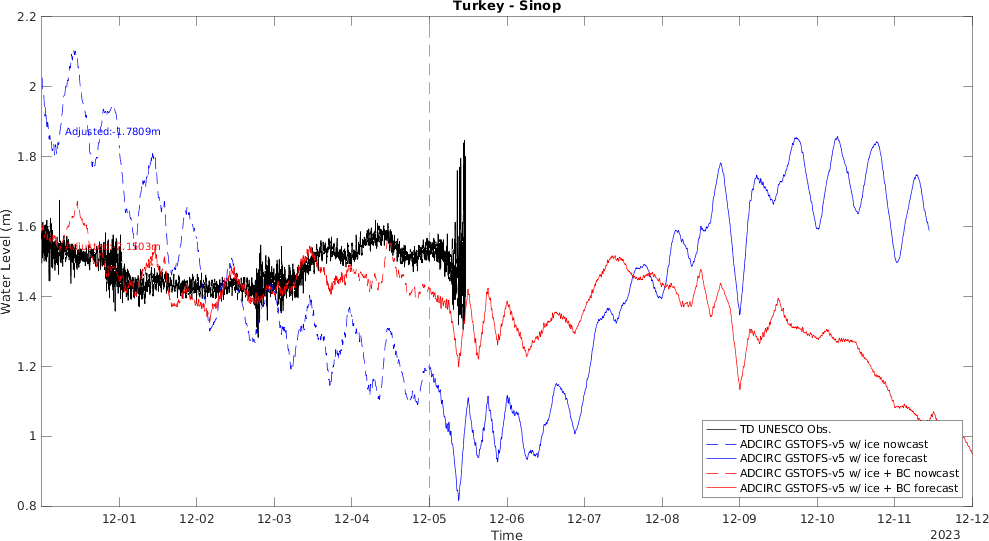 Turkey - Sinop
Water Level (m)
2.2
2
1.8
1.6
1.4
1.2
1
0.8
Adjusted:-1.7809m
12-01
12-02
12-03
12-04
12-05
12-06
12-07
12-08
12-09
12-10
12-11
12-12
Time
2023
TD UNESCO Obs.
ADCIRC GSTOFS-v5 w/ ice nowcast
ADCIRC GSTOFS-v5 w/ ice forecast
ADCIRC GSTOFS-v5 w/ ice + BC nowcast
ADCIRC GSTOFS-v5 w/ ice + BC forecast